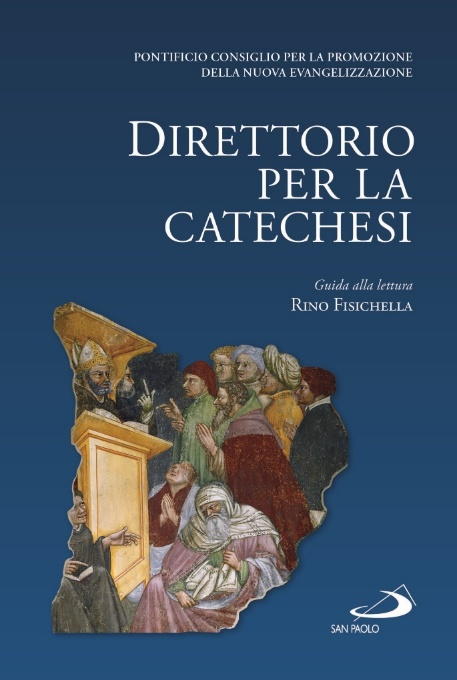 PONTIFICIO CONSIGLIO PER LA PROMOZIONE
DELLA NUOVA EVANGELIZZAZIONE
DIRETTORIO
PER LA
CATECHESI
Guida alla lettura
RINO FISICHELLA
SAN PAOLO